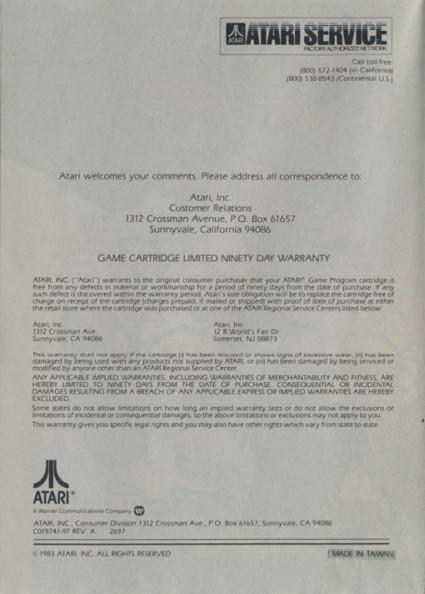 ATARI ATARI SERVICE
FACTORY AUTHORIZED NETWORK
Call toll-free:
(800) 672-1404 (in California)
(800) 538-8543 (Continental U.S.)
Atari welcomes your comments. Please address all correspondence to:
Atari, Inc.
Customer Relations
1312 Crossman Avenue, P.O. Box 61657
Sunnyvale, California 94086
GAME CARTRIDGE LIMITED NINETY DAY WARRANTY
ATARI, INC. ("Atari") warrants to the original consumer purchaser that your ATARI® Game Program cartridge is
free from any defects in material or workmanship for a period of ninety days from the date of purchase. If any
such defect is discovered within the warranty period, Atari's sole obligation will be to replace the cartridge free of
charge on receipt of the cartridge (charges prepaid, if mailed or shipped) with proof of date of purchase at either
the retail store where the cartridge was purchased or at one of the ATARI Regional Service Centers listed below:
Atari, Inc. Atari, Inc.
1312 Crossman Ave. 12 B World's Fair Dr.
Sunnyvale, CA 94086 Somerset, NJ 08873
This warranty shall not apply if the cartridge (i) has been misused or shows signs of excessive wear, (ii) has been
damaged by being used with any products not supplied by ATARI, or (iii) has been damaged by being serviced or
modified by anyone other than an ATARI Regional Service Center.
ANY APPLICABLE IMPLIED WARRANTIES, INCLUDING WARRANTIES OF MERCHANTABILITY AND FITNESS, ARE
HEREBY LIMITED TO NINETY DAYS FROM THE DATE OF PURCHASE. CONSEQUENTIAL OR INCIDENTAL
DAMAGES RESULTING FROM A BREACH OF ANY APPLICABLE EXPRESS OR IMPLIED WARRANTIES ARE HEREBY
EXCLUDED.
Some states do not allow limitations on how long an implied warranty lasts or do not allow the exclusions or
limitations of incidental or consequential damages, so the above limitations or exclusions may not apply to you.
This warranty gives you specific legal rights and you may also have other rights which vary from state to state.
ATARI®
A Warner Communications Company
ATARI, INC., Consumer Division 1312 Crossman Ave., P.O. Box 61657, Sunnyvale, CA 94086
C019741-97 REV. A 2697
© 1983 ATARI, INC. ALL RIGHTS RESERVED MADE IN TAIWAN